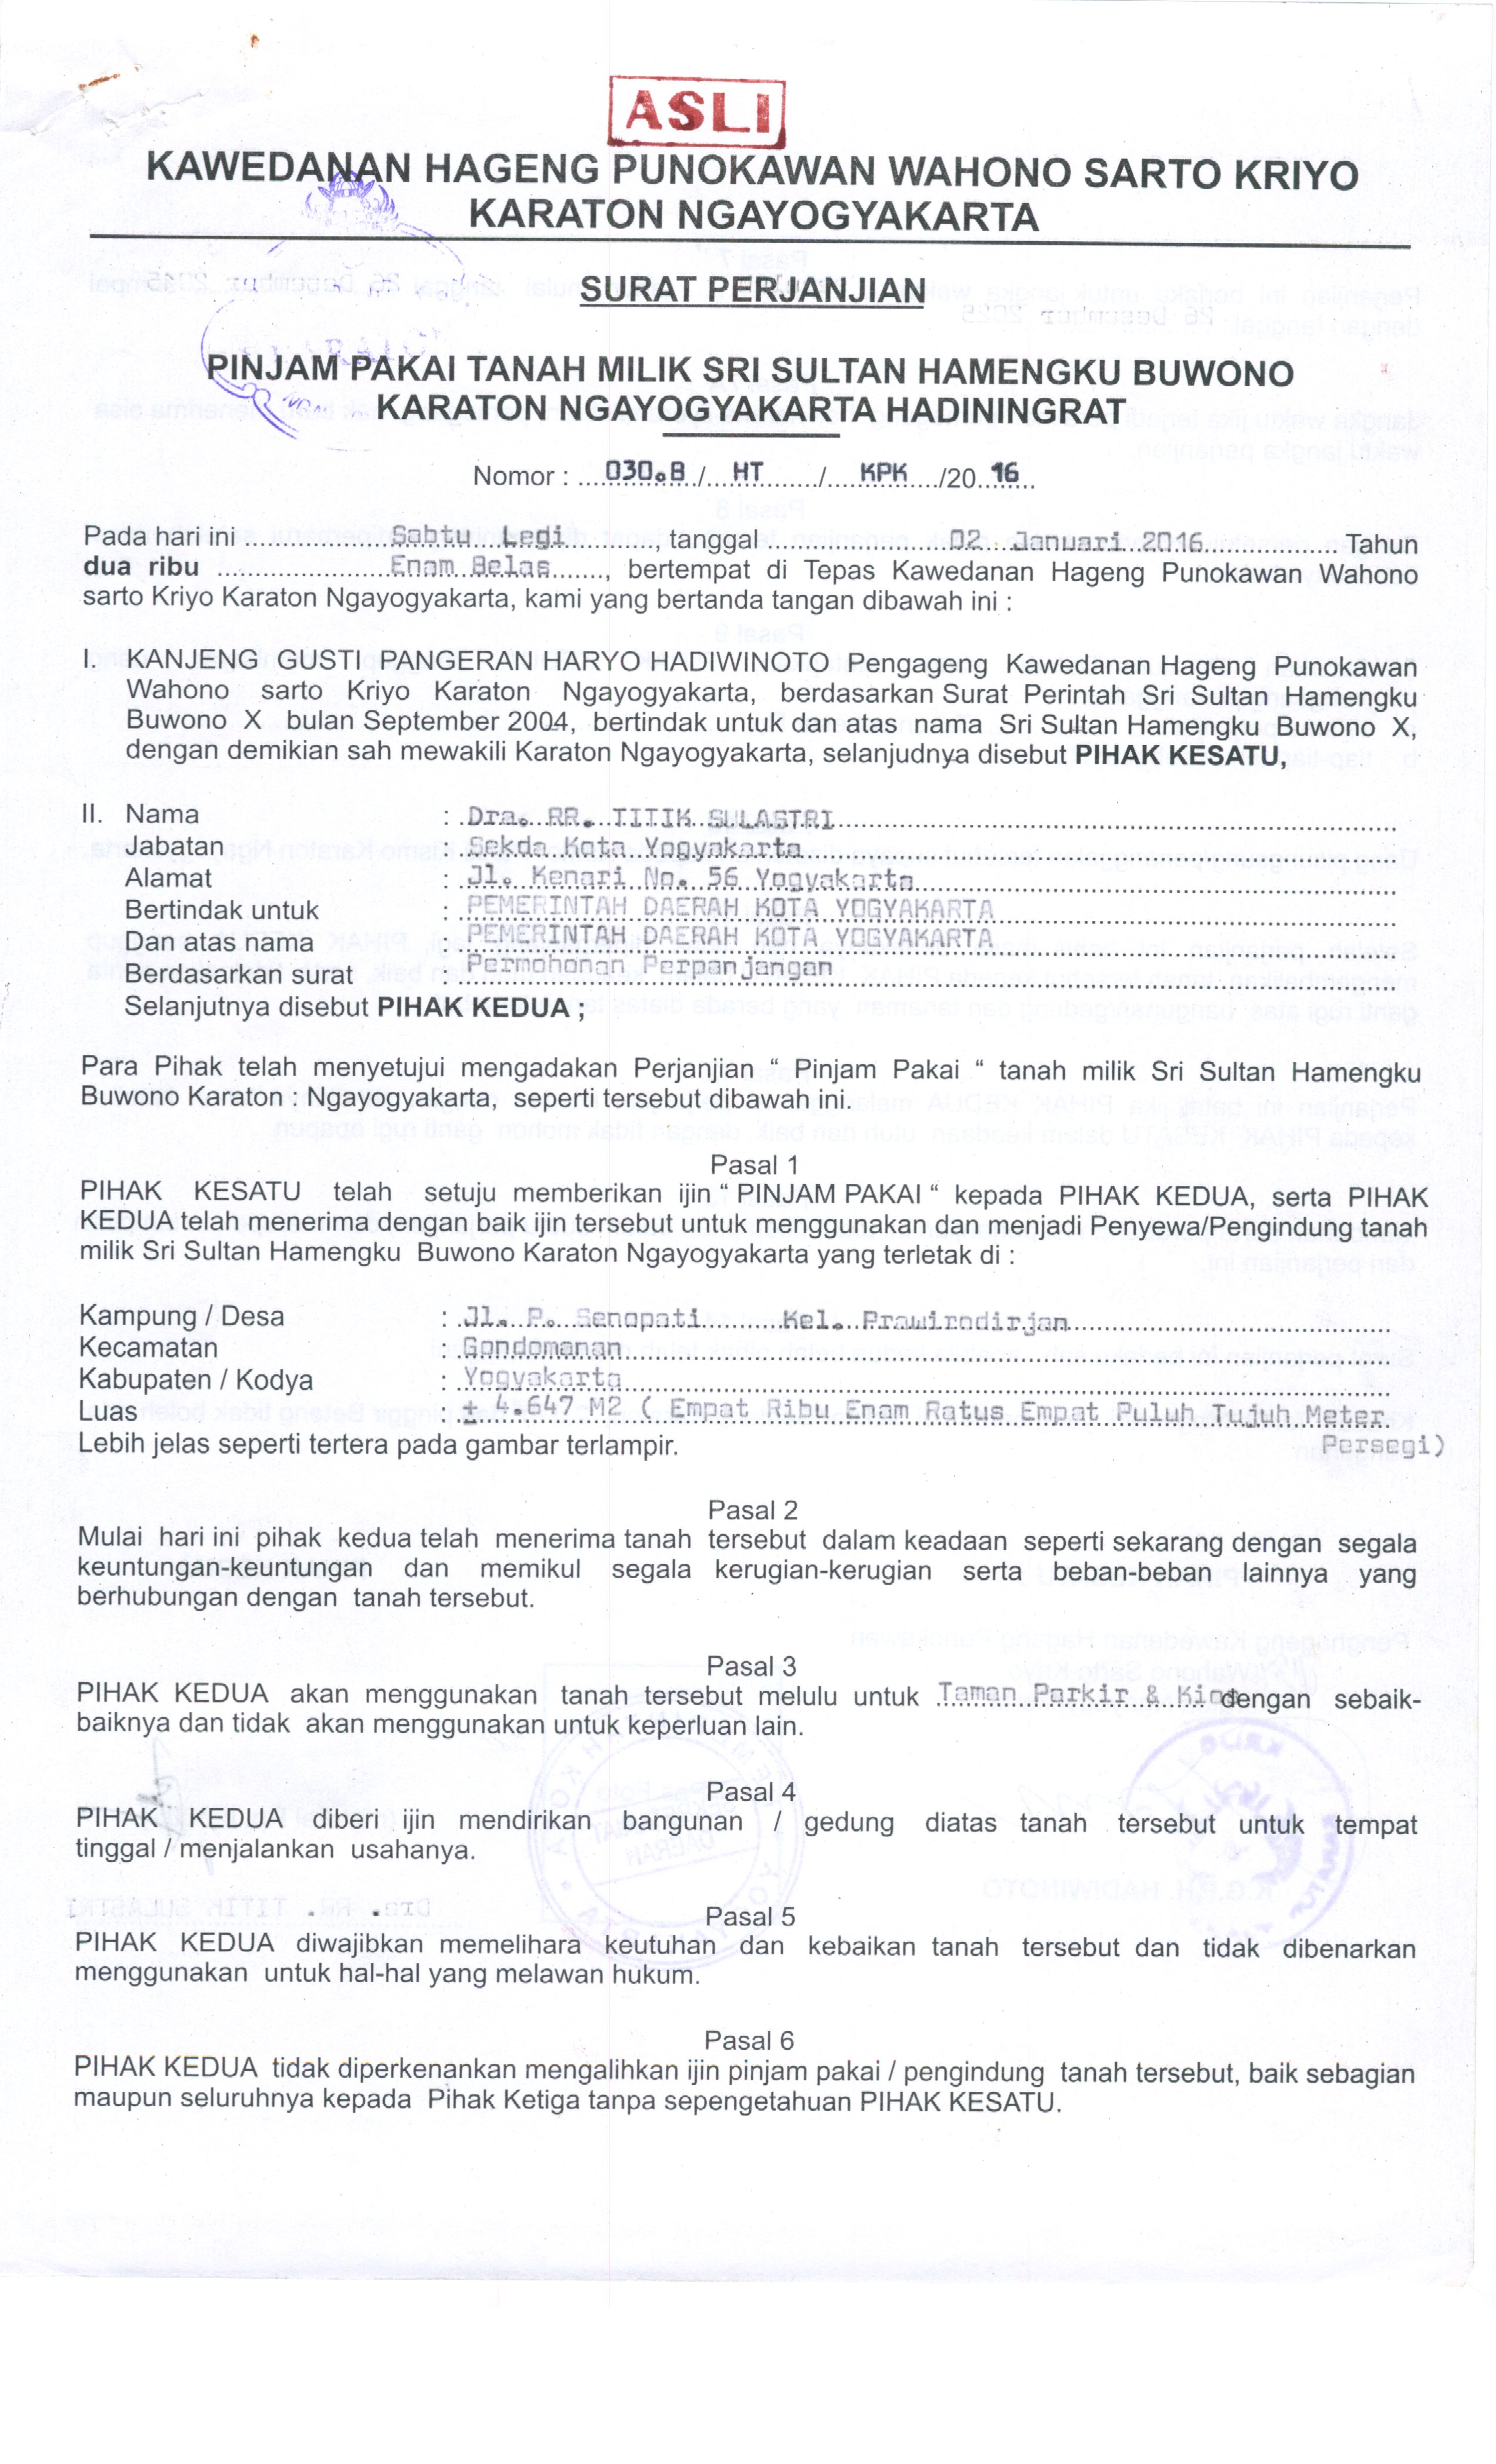 ASLI
KAWEDANAN HAGENG PUNOKAWAN WAHONO SARTO KRIYO
KARATON NGAYOGYAKARTA
SURAT PERJANJIAN
PINJAM PAKAI TANAH MILIK SRI SULTAN HAMENGKU BUWONO
KARATON NGAYOGYAKARTA HADININGRAT
Nomor : 030.B / HT / KPK /20 16
Pada hari ini Sabtu Legi, tanggal 02 Januari 2016 Tahun
dua ribu Enam Belas, bertempat di Tepas Kawedanan Hageng Punokawan Wahono
sarto Kriyo Karaton Ngayogyakarta, kami yang bertanda tangan dibawah ini :
I. KANJENG GUSTI PANGERAN HARYO HADIWINOTO Pengageng Kawedanan Hageng Punokawan
Wahono sarto Kriyo Karaton Ngayogyakarta, berdasarkan Surat Perintah Sri Sultan Hamengku
Buwono X bulan September 2004, bertindak untuk dan atas nama Sri Sultan Hamengku Buwono X,
dengan demikian sah mewakili Karaton Ngayogyakarta, selanjudnya disebut PIHAK KESATU,
II. Nama : Dra. RR. TITIK SULASTRI
Jabatan : Sekda Kota Yogyakarta
Alamat : Jl. Kenari No. 56 Yogyakarta
Bertindak untuk : PEMERINTAH DAERAH KOTA YOGYAKARTA
Dan atas nama : PEMERINTAH DAERAH KOTA YOGYAKARTA
Berdasarkan surat : Permohonan Perpanjangan
Selanjutnya disebut PIHAK KEDUA ;
Para Pihak telah menyetujui mengadakan Perjanjian “ Pinjam Pakai “ tanah milik Sri Sultan Hamengku
Buwono Karaton : Ngayogyakarta, seperti tersebut dibawah ini.
Pasal 1
PIHAK KESATU telah setuju memberikan ijin “ PINJAM PAKAI “ kepada PIHAK KEDUA, serta PIHAK
KEDUA telah menerima dengan baik ijin tersebut untuk menggunakan dan menjadi Penyewa/Pengindung tanah
milik Sri Sultan Hamengku Buwono Karaton Ngayogyakarta yang terletak di :
Kampung / Desa : Jl. P. Senopati Kel. Prawirodirjan
Kecamatan : Gondomanan
Kabupaten / Kodya : Yogyakarta
Luas : ± 4.647 M2 ( Empat Ribu Enam Ratus Empat Puluh Tujuh Meter
Lebih jelas seperti tertera pada gambar terlampir. Persegi)
Pasal 2
Mulai hari ini pihak kedua telah menerima tanah tersebut dalam keadaan seperti sekarang dengan segala
keuntungan-keuntungan dan memikul segala kerugian-kerugian serta beban-beban lainnya yang
berhubungan dengan tanah tersebut.
Pasal 3
PIHAK KEDUA akan menggunakan tanah tersebut melulu untuk Taman Parkir & Kios dengan sebaik-
baiknya dan tidak akan menggunakan untuk keperluan lain.
Pasal 4
PIHAK KEDUA diberi ijin mendirikan bangunan / gedung diatas tanah tersebut untuk tempat
tinggal / menjalankan usahanya.
Pasal 5
PIHAK KEDUA diwajibkan memelihara keutuhan dan kebaikan tanah tersebut dan tidak dibenarkan
menggunakan untuk hal-hal yang melawan hukum.
Pasal 6
PIHAK KEDUA tidak diperkenankan mengalihkan ijin pinjam pakai / pengindung tanah tersebut, baik sebagian
maupun seluruhnya kepada Pihak Ketiga tanpa sepengetahuan PIHAK KESATU.